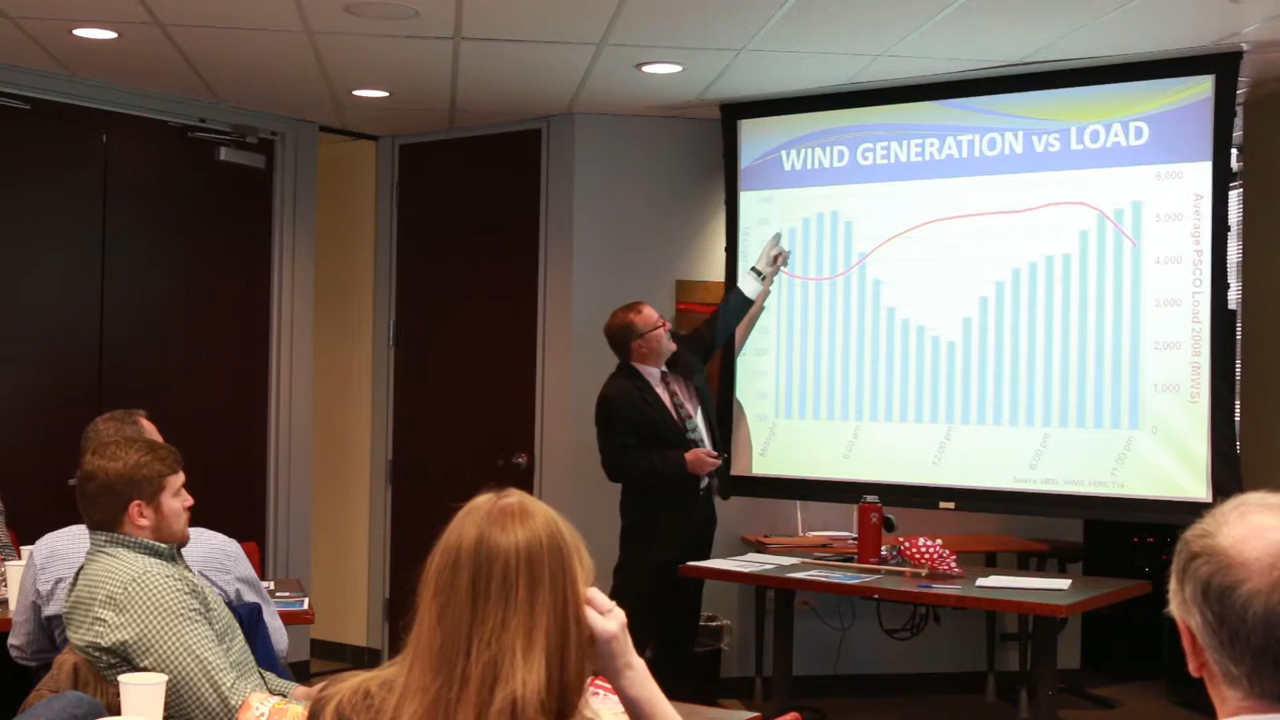 WIND GENERATION vs LOAD
6,000
5,000
4,000
3,000
2,000
1,000
0
Average PSCO Load 2008 (MWS)
Midnight
6:00 am
12:00 pm
6:00 pm
11:00 pm